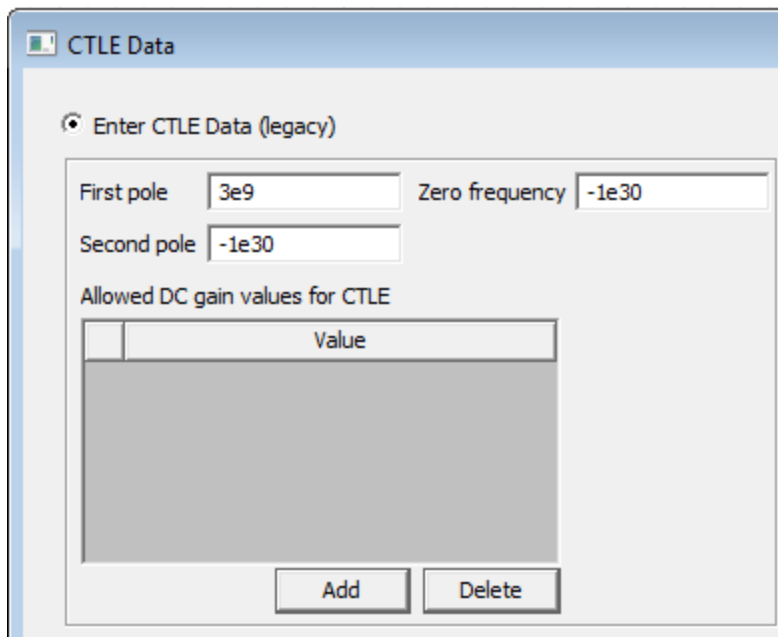 CTLE Data
Enter CTLE Data (legacy)
First pole 3e9 Zero frequency -1e30
Second pole -1e30
Allowed DC gain values for CTLE
Value
Add Delete